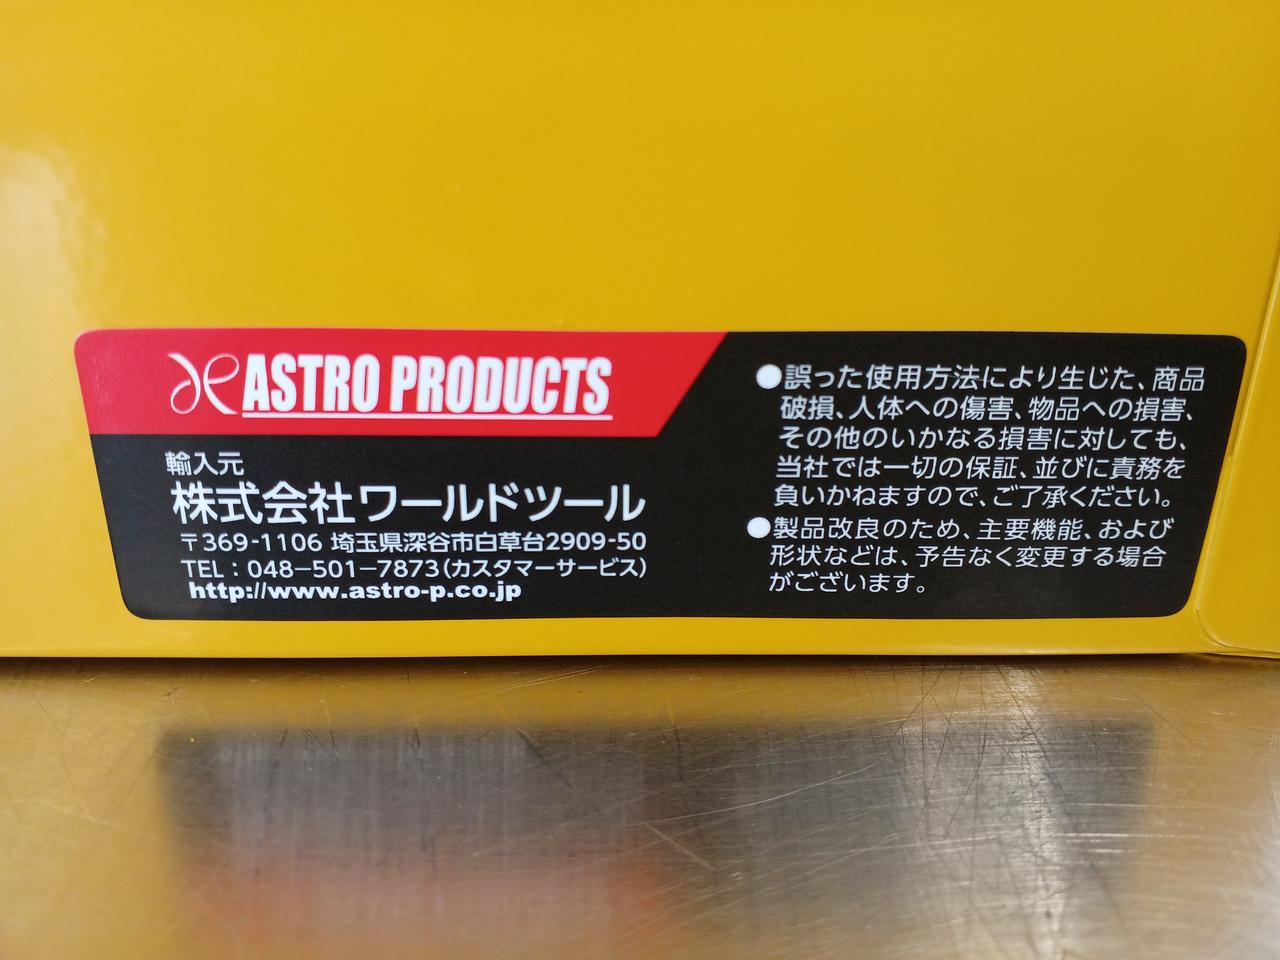 ASTRO PRODUCTS
輸入元
株式会社ワールドツール
〒369-1106 埼玉県深谷市白草台2909-50
TEL：048-501-7873(カスタマーサービス)
http://www.astro-p.co.jp
●誤った使用方法により生じた、商品
破損、人体への傷害、物品への損害、
その他のいかなる損害に対しても、
当社では一切の保証、並びに責務を
負いかねますので、ご了承ください。
●製品改良のため、主要機能、および
形状などは、予告なく変更する場合
がございます。